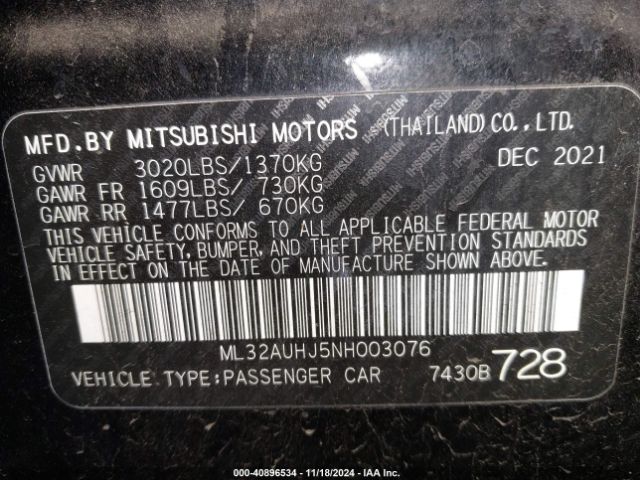 MFD.BY MITSUBISHI MOTORS (THAILAND)CO.,LTD.
GVWR 3020LBS/1370KG DEC 2021
GAWR FR 1609LBS/ 730KG
GAWR RR 1477LBS/ 670KG
THIS VEHICLE CONFORMS TO ALL APPLICABLE FEDERAL MOTOR
VEHICLE SAFETY, BUMPER, AND THEFT PREVENTION STANDARDS
IN EFFECT ON THE DATE OF MANUFACTURE SHOWN ABOVE.
ML32AUHJ5NH003076
VEHICLE TYPE:PASSENGER CAR 7430B 728
000-40896534 - 11/18/2024 - IAA Inc.